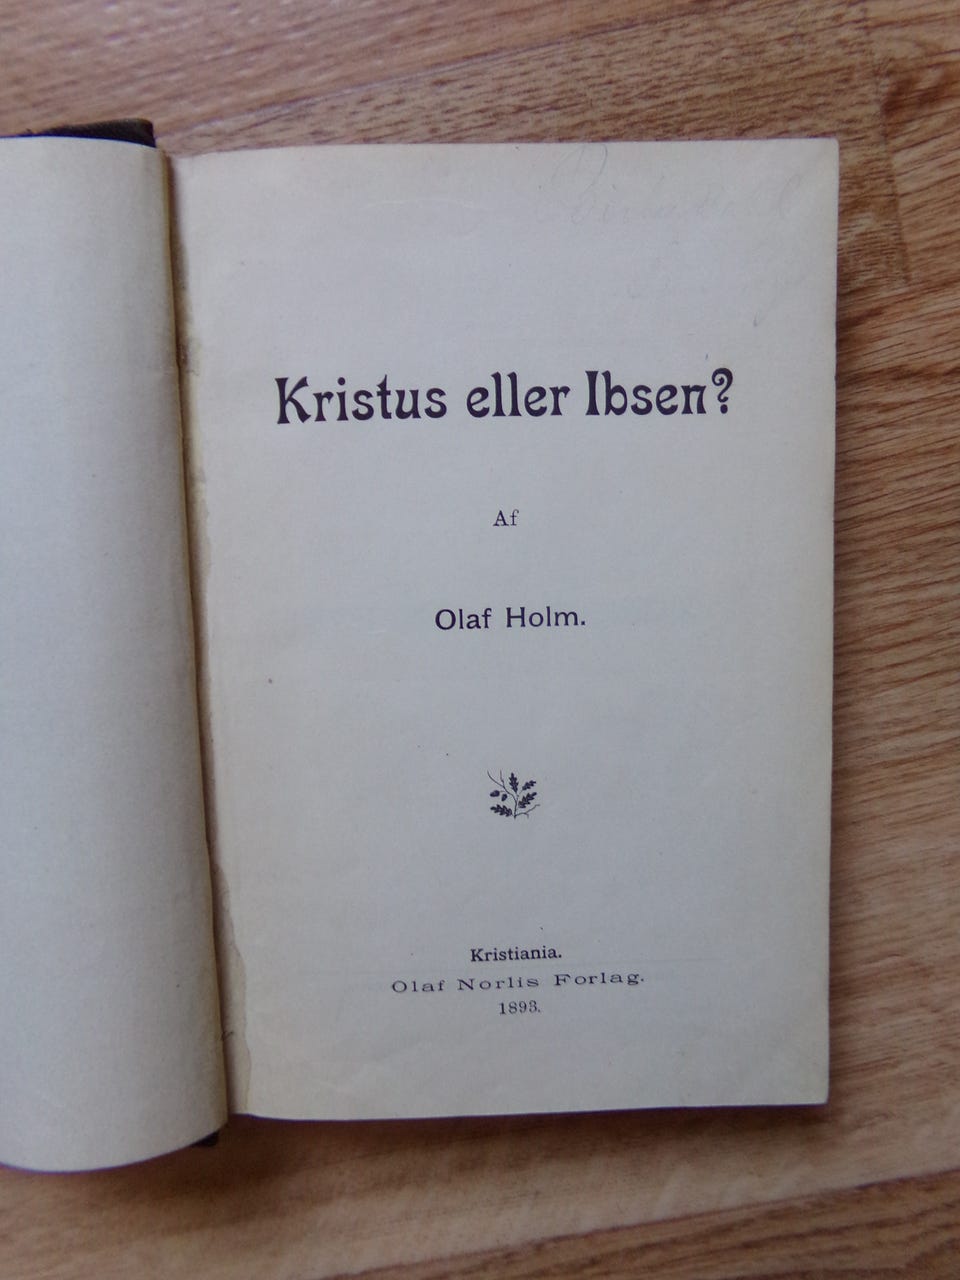 Kristus eller Ibsen?
Af
Olaf Holm.
Kristiania.
Olaf Norlis Forlag.
1893.